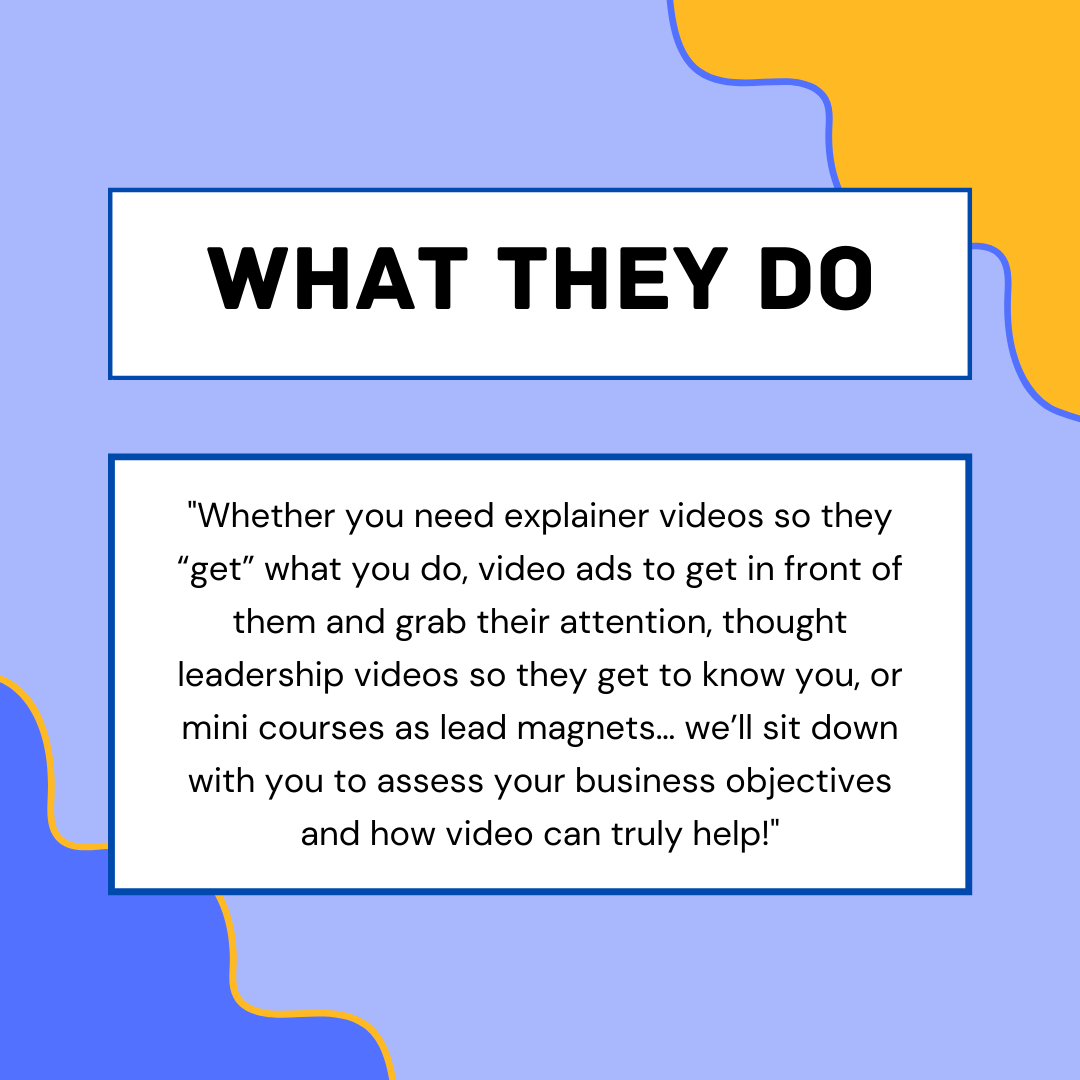 WHAT THEY DO
"Whether you need explainer videos so they
“get” what you do, video ads to get in front of
them and grab their attention, thought
leadership videos so they get to know you, or
mini courses as lead magnets... we’ll sit down
with you to assess your business objectives
and how video can truly help!"